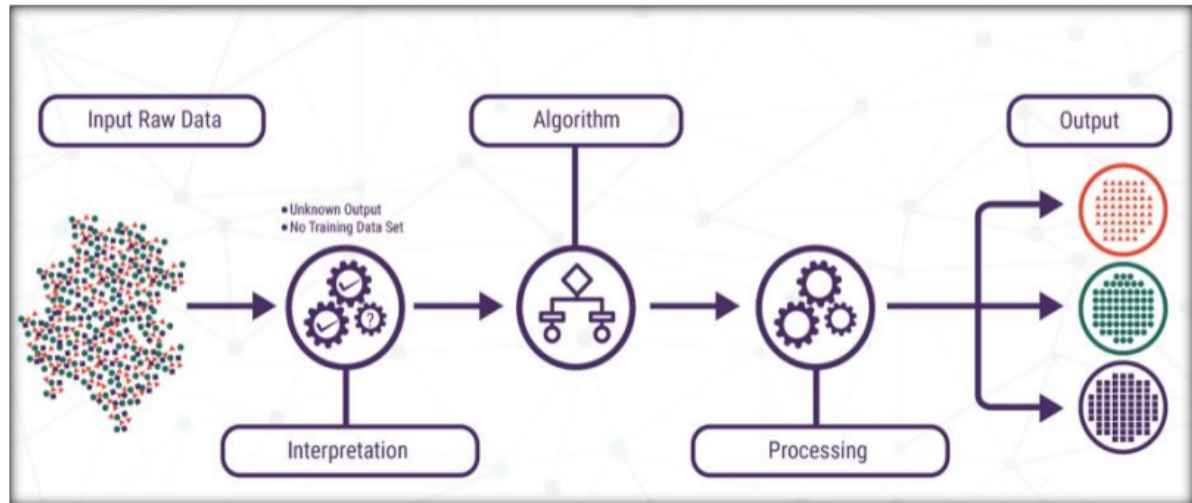 Input Raw Data
Algorithm
Output
• Unknown Output
• No Training Data Set
?
Interpretation
Processing